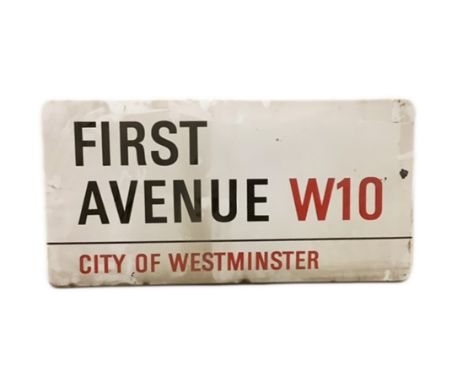 FIRST
AVENUE W10
CITY OF WESTMINSTER